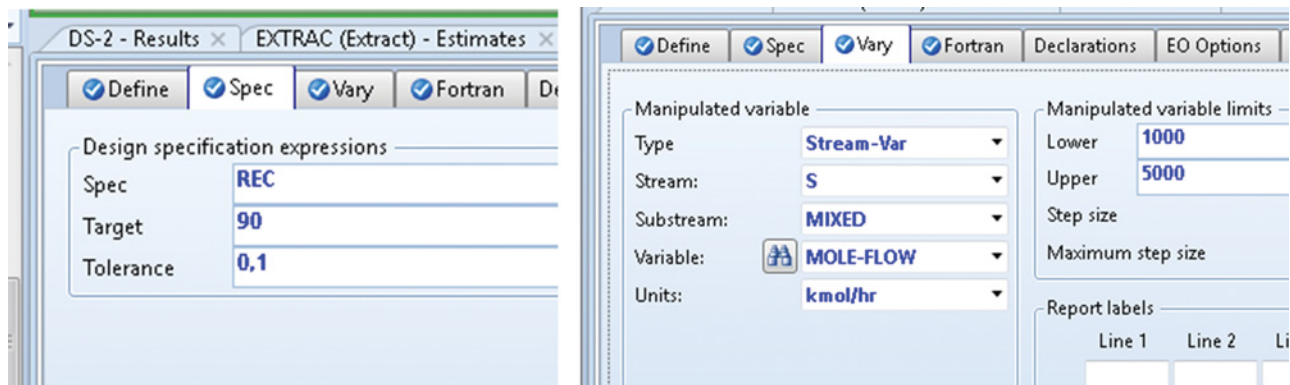 DS-2 - Results
EXTRAC (Extract) - Estimates
Define
Spec
Vary
Fortran
Design specification expressions
Spec REC
Target 90
Tolerance 0,1
Define
Spec
Vary
Fortran
Declarations
EO Options
Manipulated variable
Type Stream-Var
Stream: S
Substream: MIXED
Variable: MOLE-FLOW
Units: kmol/hr
Manipulated variable limits
Lower 1000
Upper 5000
Step size
Maximum step size
Report labels
Line 1 Line 2